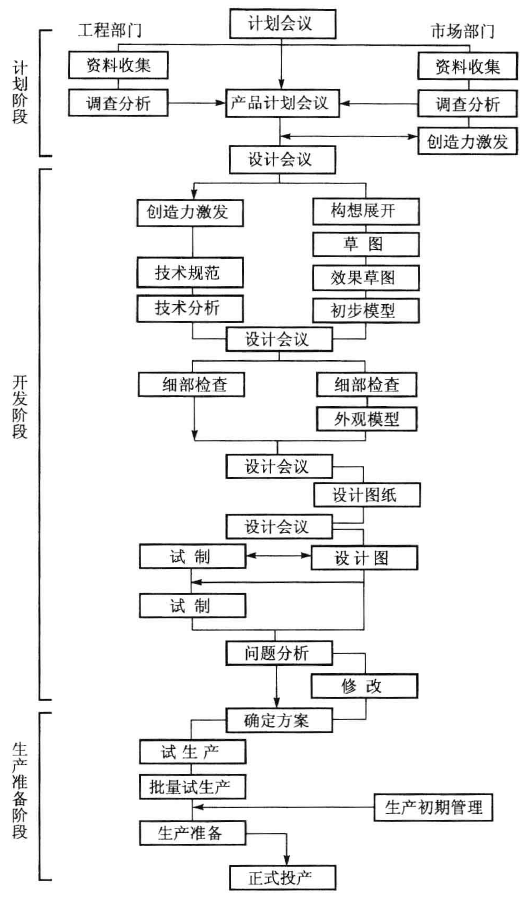 计划会议
工程部门
市场部门
资料收集
资料收集
调查分析
产品计划会议
调查分析
创造力激发
计划阶段
设计会议
创造力激发
构想展开
草 图
技术规范
效果草图
技术分析
初步模型
设计会议
细部检查
细部检查
外观模型
设计会议
设计图纸
设计会议
试 制
设 计 图
试 制
问题分析
修 改
开发阶段
确定方案
试 生 产
批量试生产
生产初期管理
生产准备
正式投产
生产准备阶段